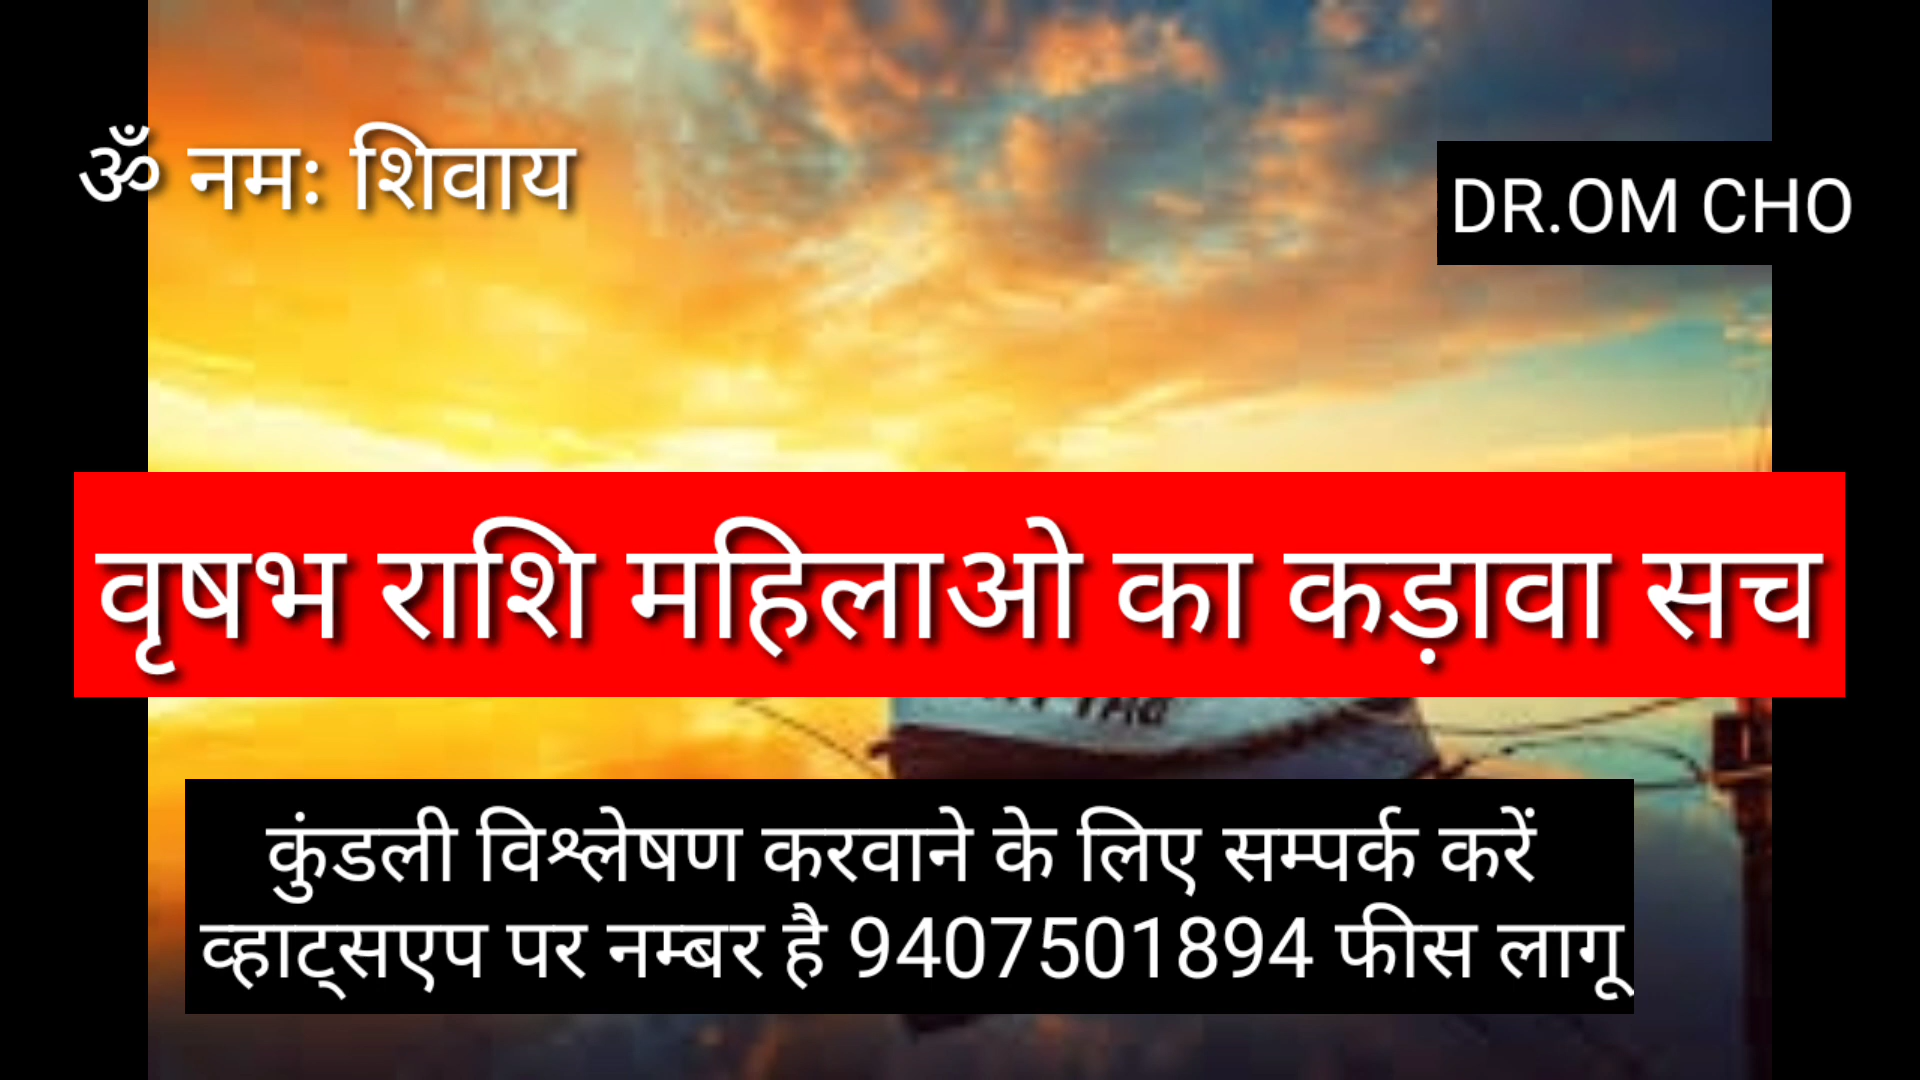 ॐ नमः शिवाय
DR.OM CHO
वृषभ राशि महिलाओ का कड़ावा सच
कुंडली विश्लेषण करवाने के लिए सम्पर्क करें
व्हाट्सएप पर नम्बर है 9407501894 फीस लागू